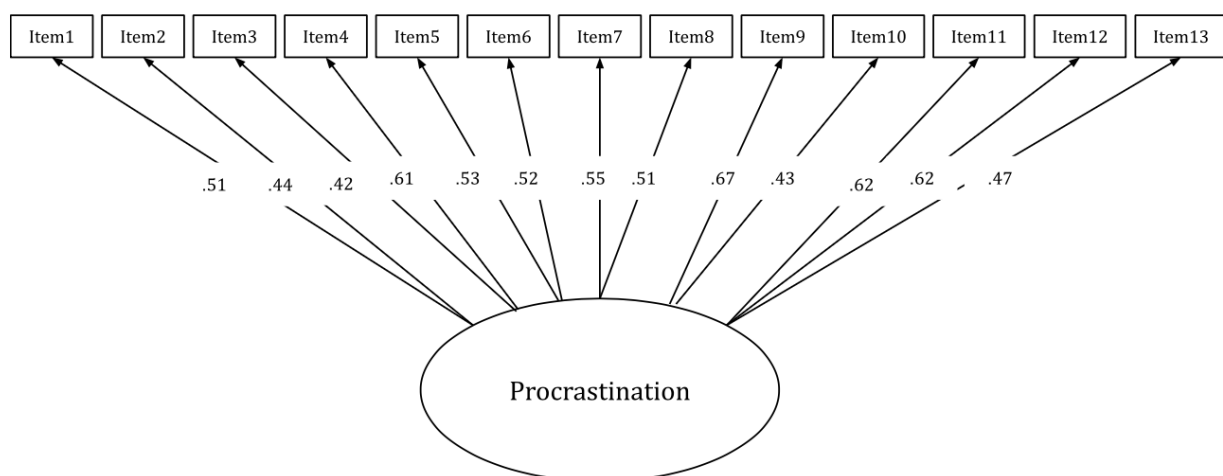 Item1 Item2 Item3 Item4 Item5 Item6 Item7 Item8 Item9 Item10 Item11 Item12 Item13
.51 .44 .42 .61 .53 .52 .55 .51 .67 .43 .62 .62 .47
Procrastination